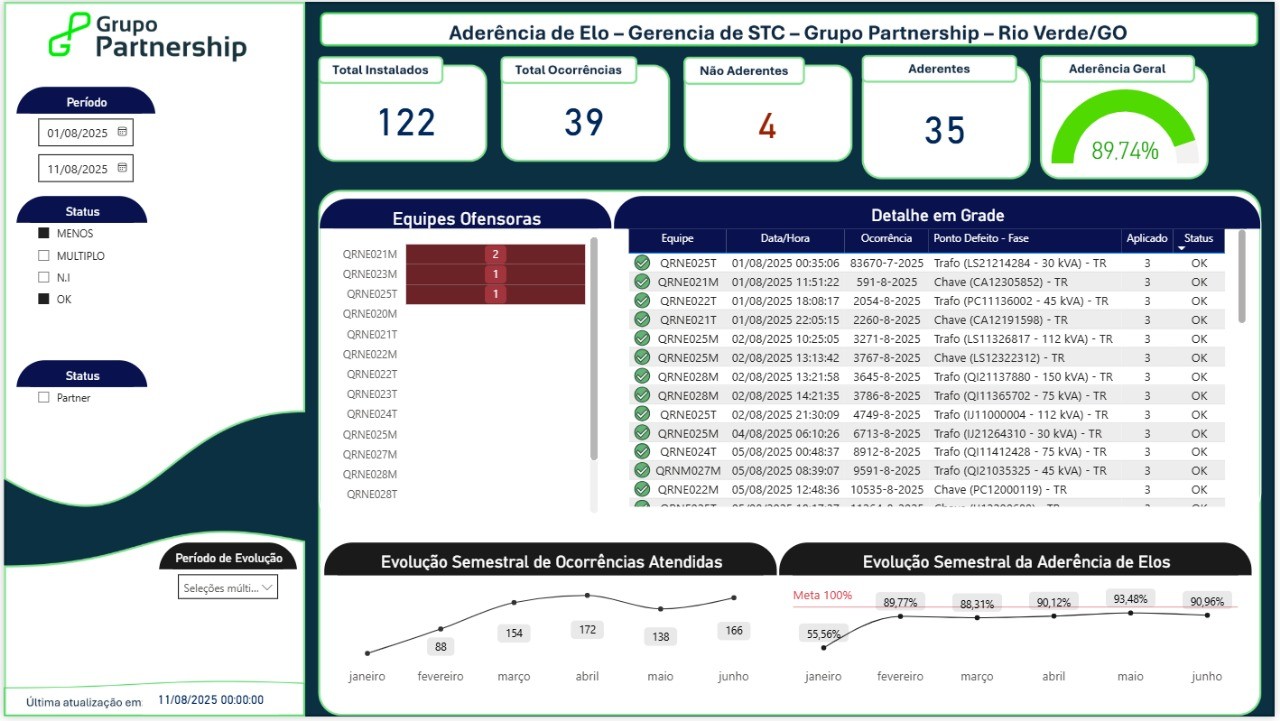 Grupo
Partnership
Aderência de Elo – Gerencia de STC – Grupo Partnership – Rio Verde/GO
Total Instalados
122
Total Ocorrências
39
Não Aderentes
4
Aderentes
35
Aderência Geral
89,74%
Período
01/08/2025
11/08/2025
Status
MENOS
MULTIPLO
N.I
OK
Status
Partner
Período de Evolução
Seleções múlti...
Última atualização em 11/08/2025 00:00:00
Equipes Ofensoras
QRNE021M 2
QRNE023M 1
QRNE025T 1
QRNE020M
QRNE021T
QRNE022M
QRNE022T
QRNE023T
QRNE024T
QRNE025M
QRNE027M
QRNE028M
QRNE028T
Detalhe em Grade
Equipe Data/Hora Ocorrência Ponto Defeito - Fase Aplicado Status
QRNE025T 01/08/2025 00:35:06 83670-7-2025 Trafo (LS21214284 - 30 kVA) - TR 3 OK
QRNE021M 01/08/2025 11:51:22 591-8-2025 Chave (CA12305852) - TR 3 OK
QRNE022T 01/08/2025 18:08:17 2054-8-2025 Trafo (PC11136002 - 45 kVA) - TR 3 OK
QRNE021T 01/08/2025 22:05:15 2260-8-2025 Chave (CA12191598) - TR 3 OK
QRNE025M 02/08/2025 10:25:05 3271-8-2025 Trafo (LS11326817 - 112 kVA) - TR 3 OK
QRNE025M 02/08/2025 13:13:42 3767-8-2025 Chave (LS12322312) - TR 3 OK
QRNE028M 02/08/2025 13:21:58 3645-8-2025 Trafo (QI21137880 - 150 kVA) - TR 3 OK
QRNE028M 02/08/2025 14:21:35 3786-8-2025 Trafo (QI11365702 - 75 kVA) - TR 3 OK
QRNE025T 02/08/2025 21:30:09 4749-8-2025 Trafo (IJ11000004 - 112 kVA) - TR 3 OK
QRNE025M 04/08/2025 06:10:26 6713-8-2025 Trafo (IJ21264310 - 30 kVA) - TR 3 OK
QRNE024T 05/08/2025 00:48:37 8912-8-2025 Trafo (QI11412428 - 75 kVA) - TR 3 OK
QRNM027M 05/08/2025 08:39:07 9591-8-2025 Trafo (QI21035325 - 45 kVA) - TR 3 OK
QRNE022M 05/08/2025 12:48:36 10535-8-2025 Chave (PC12000119) - TR 3 OK
Evolução Semestral de Ocorrências Atendidas
88 154 172 138 166
janeiro fevereiro março abril maio junho
Evolução Semestral da Aderência de Elos
Meta 100%
55,56% 89,77% 88,31% 90,12% 93,48% 90,96%
janeiro fevereiro março abril maio junho